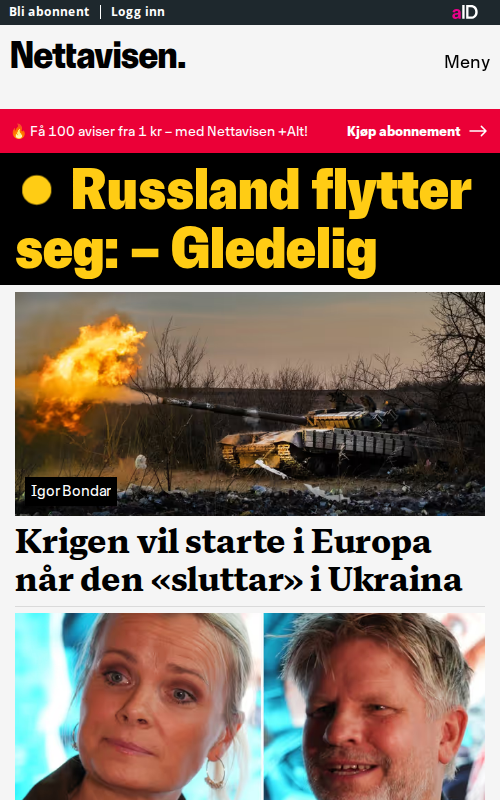 Bli abonnent
Logg inn
aID
Nettavisen.
Meny
Få 100 aviser fra 1 kr – med Nettavisen +Alt!
Kjøp abonnement →
Russland flytter
seg: – Gledelig
Igor Bondar
Krigen vil starte i Europa
når den «sluttar» i Ukraina